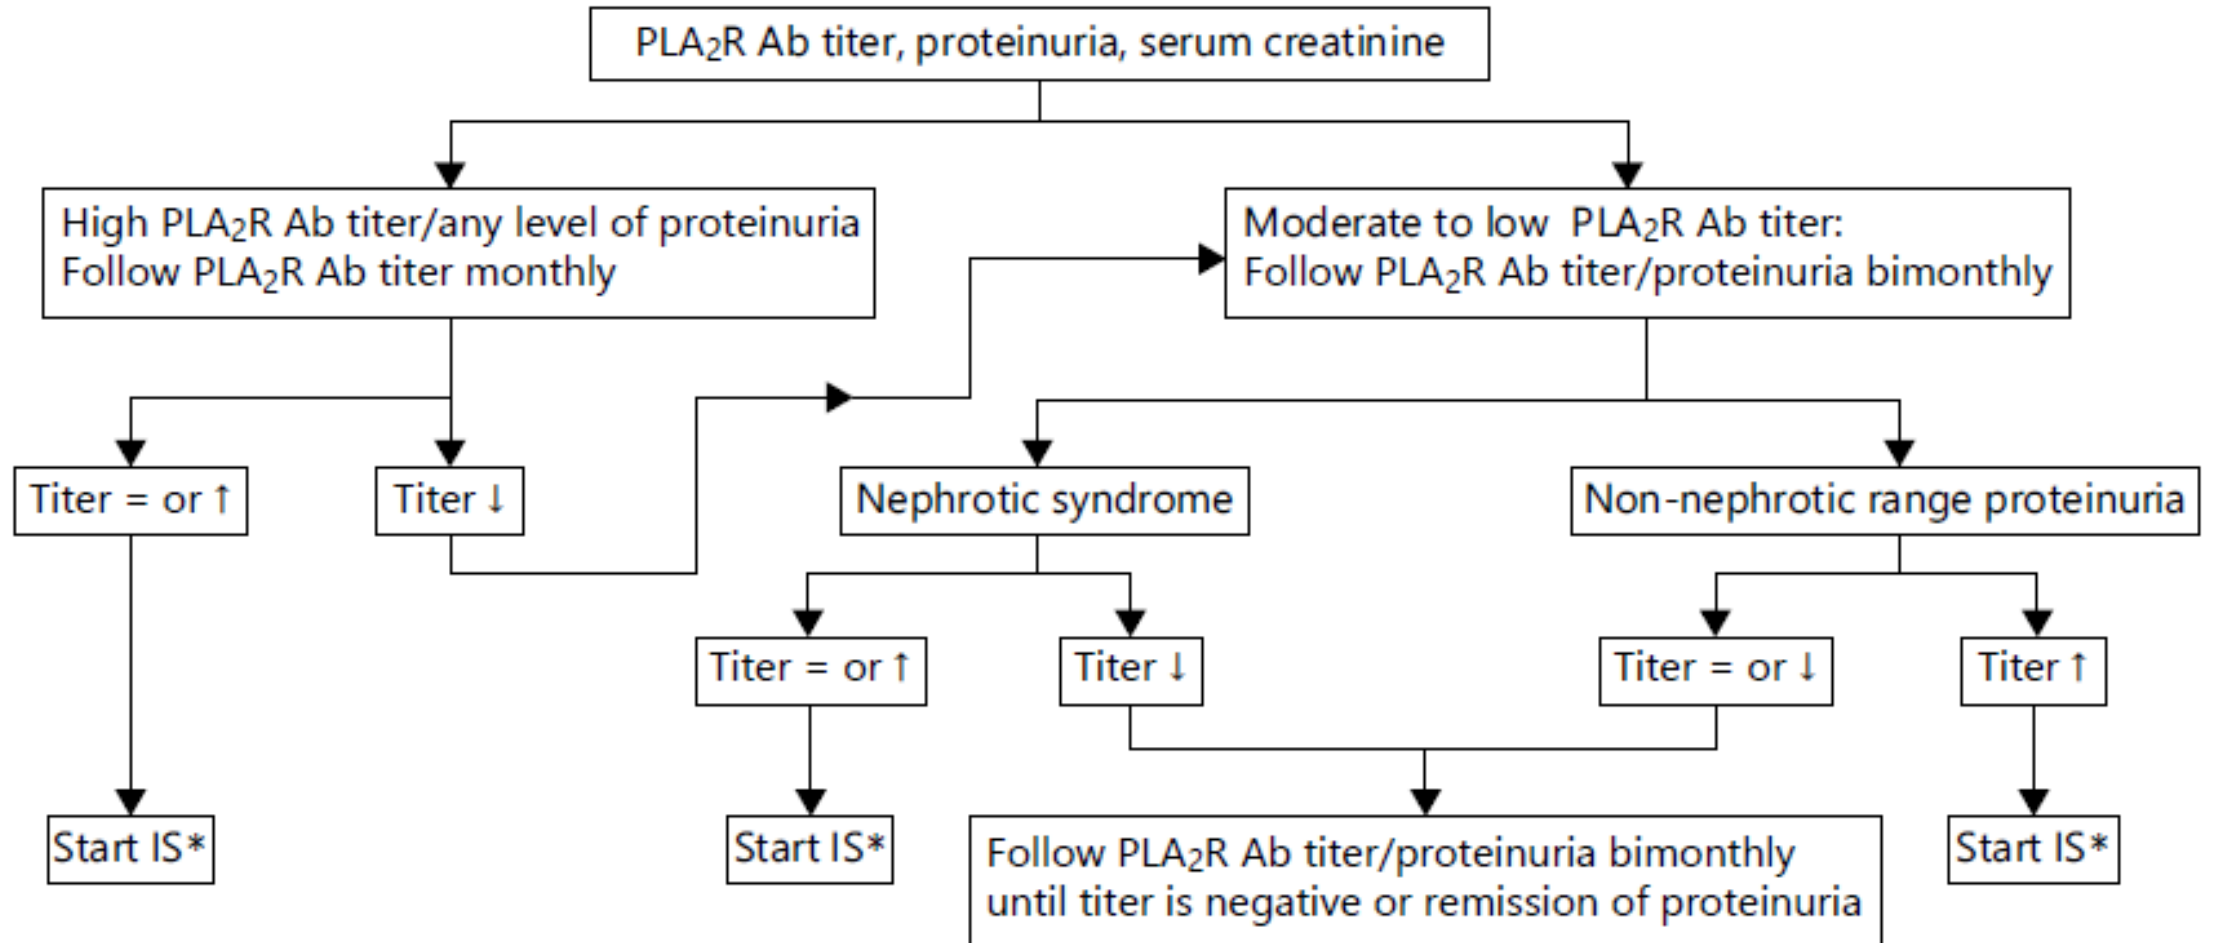 PLA₂R Ab titer, proteinuria, serum creatinine
High PLA₂R Ab titer/any level of proteinuria
Follow PLA₂R Ab titer monthly
Moderate to low PLA₂R Ab titer:
Follow PLA₂R Ab titer/proteinuria bimonthly
Titer = or ↑
Titer ↓
Nephrotic syndrome
Non-nephrotic range proteinuria
Titer = or ↑
Titer ↓
Titer = or ↓
Titer ↑
Start IS*
Start IS*
Follow PLA₂R Ab titer/proteinuria bimonthly
until titer is negative or remission of proteinuria
Start IS*